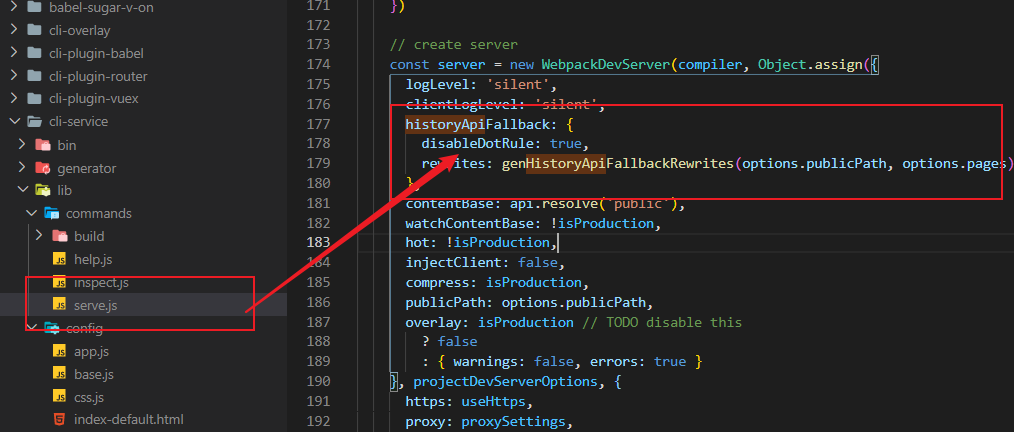 babel-sugar-v-on
cli-overlay
cli-plugin-babel
cli-plugin-router
cli-plugin-vuex
cli-service
bin
generator
lib
commands
build
help.js
inspect.js
serve.js
config
app.js
base.js
css.js
index-default.html
171 })
172
173 // create server
174 const server = new WebpackDevServer(compiler, Object.assign({
175 logLevel: 'silent',
176 clientLogLevel: 'silent',
177 historyApiFallback: {
178 disableDotRule: true,
179 rewrites: genHistoryApiFallbackRewrites(options.publicPath, options.pages)
180 },
181 contentBase: api.resolve('public'),
182 watchContentBase: !isProduction,
183 hot: !isProduction,
184 injectClient: false,
185 compress: isProduction,
186 publicPath: options.publicPath,
187 overlay: isProduction // TODO disable this
188 ? false
189 : { warnings: false, errors: true }
190 }, projectDevServerOptions, {
191 https: useHttps,
192 proxy: proxySettings,